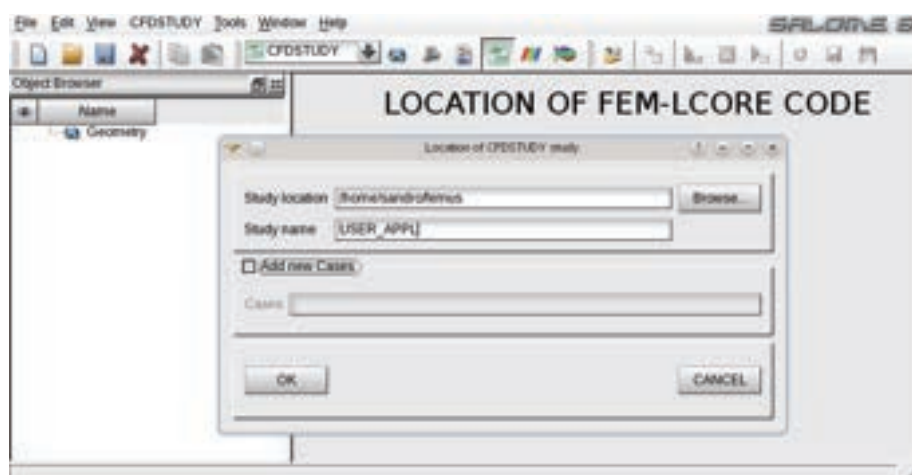 File Edit View CFDSTUDY Tools Window Help
SALOME 6
CFDSTUDY
Object Browser
Name
Geometry
LOCATION OF FEM-LCORE CODE
Location of CFDSTUDY study
Study location /home/sandro/femus Browse...
Study name USER_APPL
Add new Cases
Cases
OK CANCEL